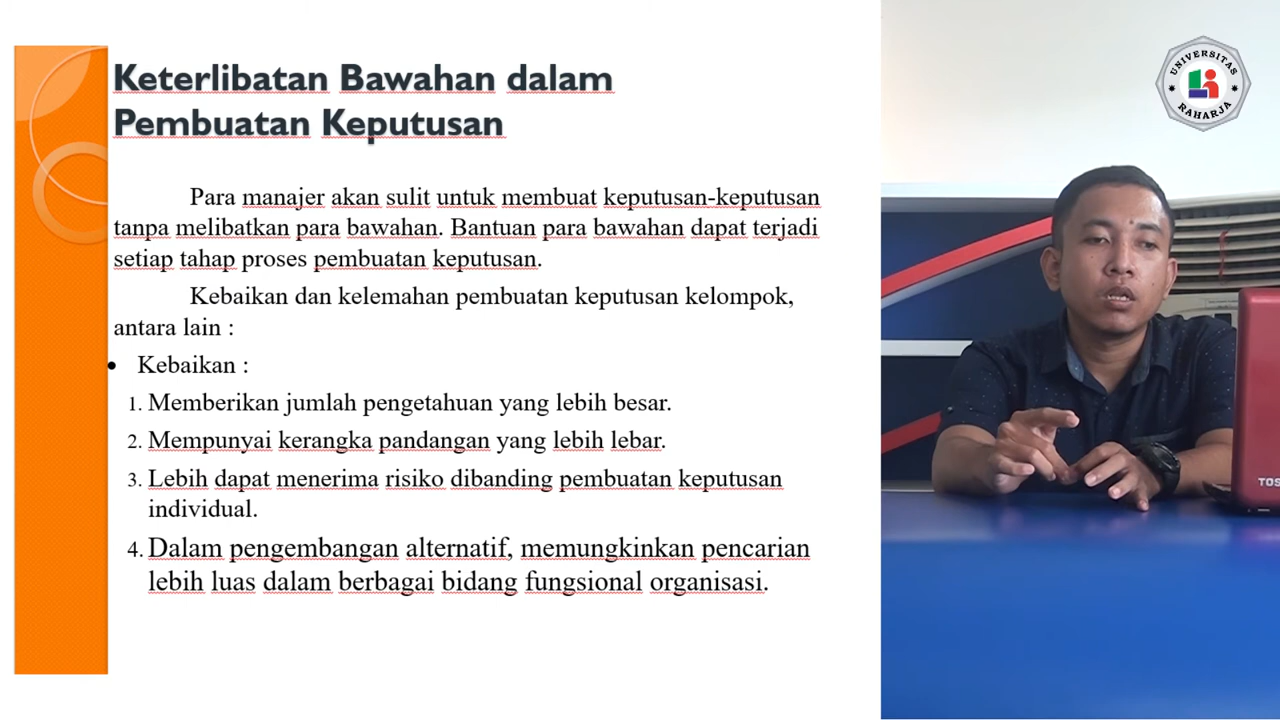 Keterlibatan Bawahan dalam
Pembuatan Keputusan
Para manajer akan sulit untuk membuat keputusan-keputusan
tanpa melibatkan para bawahan. Bantuan para bawahan dapat terjadi
setiap tahap proses pembuatan keputusan.
Kebaikan dan kelemahan pembuatan keputusan kelompok,
antara lain :
• Kebaikan :
1. Memberikan jumlah pengetahuan yang lebih besar.
2. Mempunyai kerangka pandangan yang lebih lebar.
3. Lebih dapat menerima risiko dibanding pembuatan keputusan
individual.
4. Dalam pengembangan alternatif, memungkinkan pencarian
lebih luas dalam berbagai bidang fungsional organisasi.
UNIVERSITAS
RAHARJA